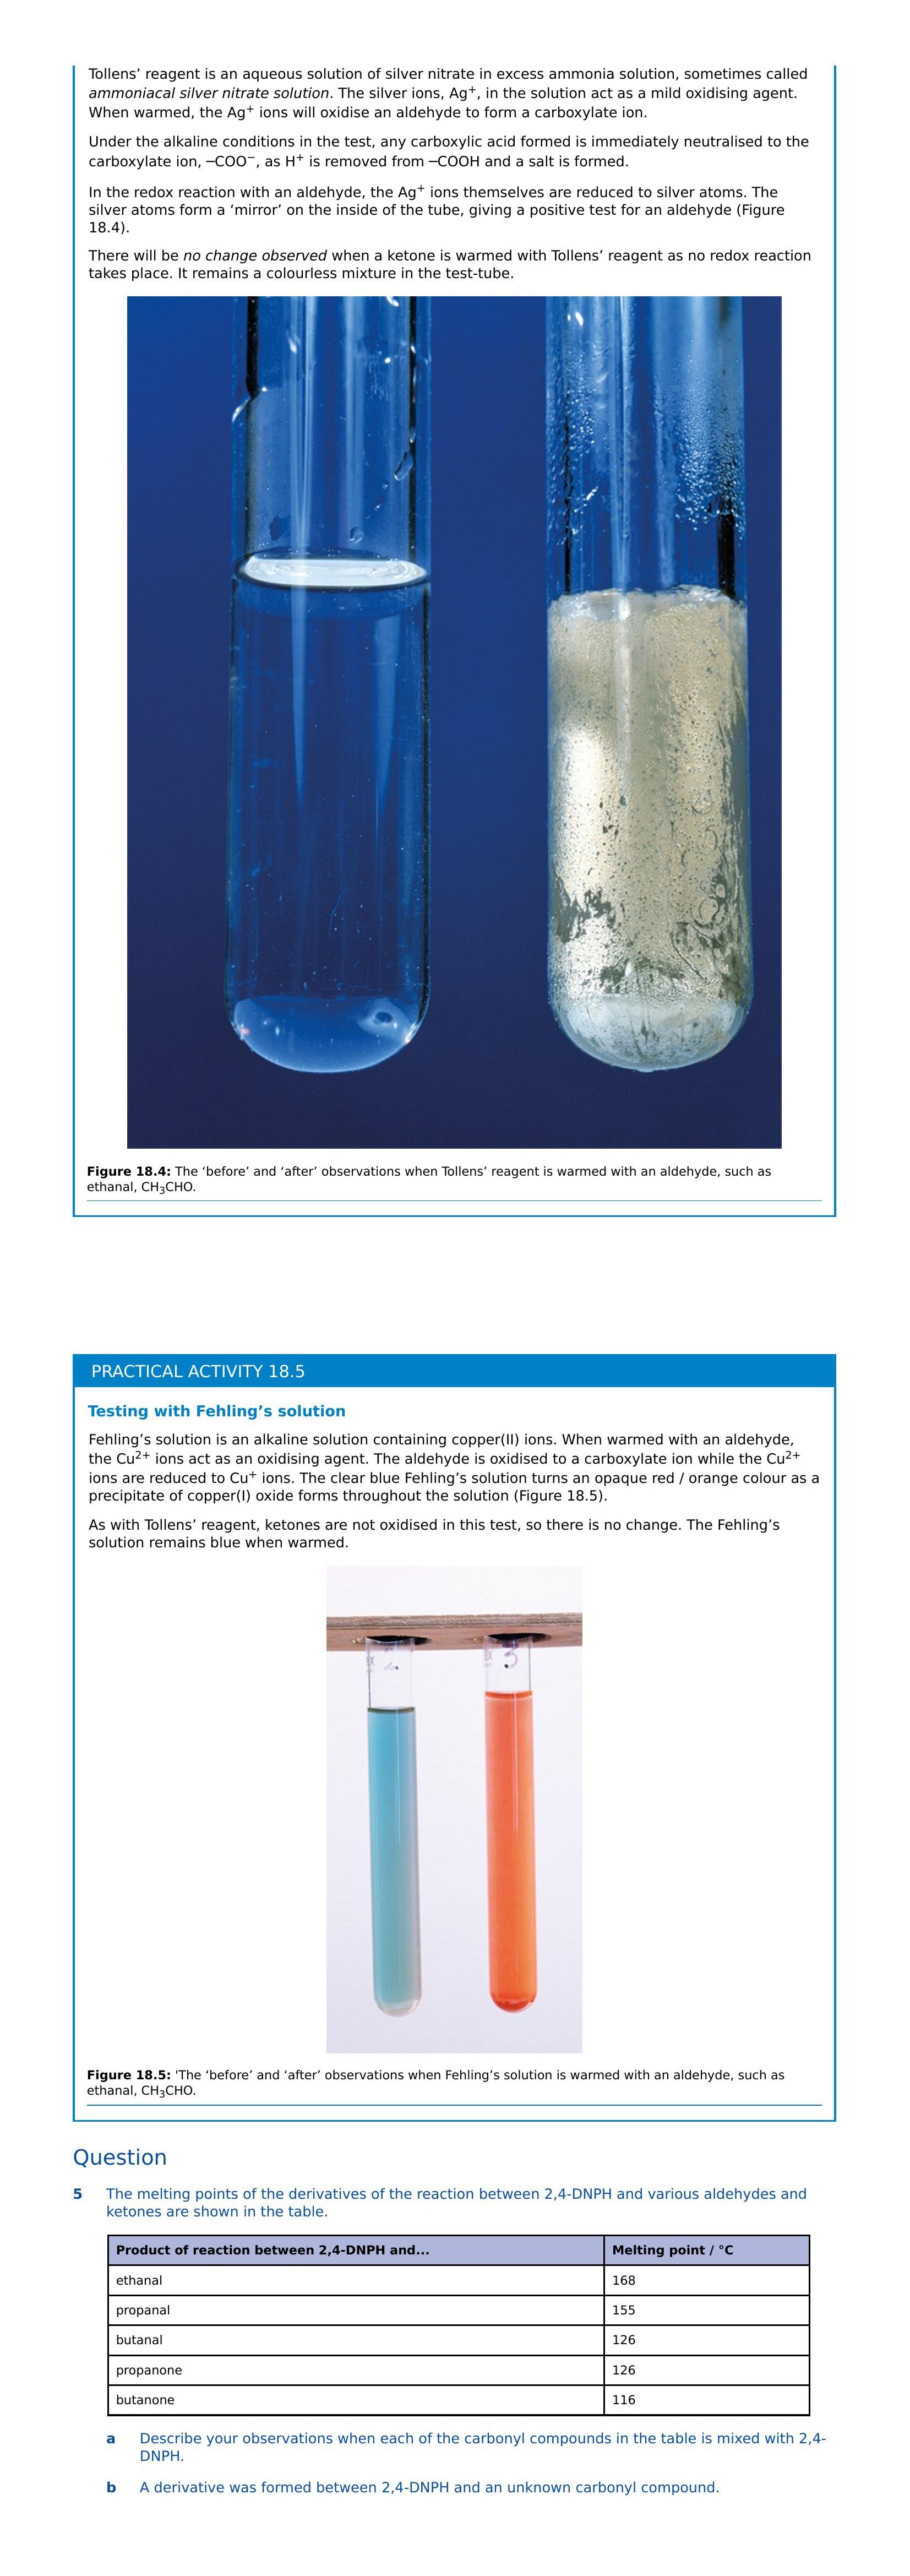 Tollens’ reagent is an aqueous solution of silver nitrate in excess ammonia solution, sometimes called
ammoniacal silver nitrate solution. The silver ions, Ag⁺, in the solution act as a mild oxidising agent.
When warmed, the Ag⁺ ions will oxidise an aldehyde to form a carboxylate ion.
Under the alkaline conditions in the test, any carboxylic acid formed is immediately neutralised to the
carboxylate ion, —COO⁻, as H⁺ is removed from —COOH and a salt is formed.
In the redox reaction with an aldehyde, the Ag⁺ ions themselves are reduced to silver atoms. The
silver atoms form a ‘mirror’ on the inside of the tube, giving a positive test for an aldehyde (Figure
18.4).
There will be no change observed when a ketone is warmed with Tollens’ reagent as no redox reaction
takes place. It remains a colourless mixture in the test-tube.
Figure 18.4: The ‘before’ and ‘after’ observations when Tollens’ reagent is warmed with an aldehyde, such as
ethanal, CH₃CHO.
PRACTICAL ACTIVITY 18.5
Testing with Fehling’s solution
Fehling’s solution is an alkaline solution containing copper(II) ions. When warmed with an aldehyde,
the Cu²⁺ ions act as an oxidising agent. The aldehyde is oxidised to a carboxylate ion while the Cu²⁺
ions are reduced to Cu⁺ ions. The clear blue Fehling’s solution turns an opaque red / orange colour as a
precipitate of copper(I) oxide forms throughout the solution (Figure 18.5).
As with Tollens’ reagent, ketones are not oxidised in this test, so there is no change. The Fehling’s
solution remains blue when warmed.
3
Figure 18.5: 'The ‘before’ and ‘after’ observations when Fehling’s solution is warmed with an aldehyde, such as
ethanal, CH₃CHO.
Question
5 The melting points of the derivatives of the reaction between 2,4-DNPH and various aldehydes and
ketones are shown in the table.
Product of reaction between 2,4-DNPH and... Melting point / °C
ethanal 168
propanal 155
butanal 126
propanone 126
butanone 116
a Describe your observations when each of the carbonyl compounds in the table is mixed with 2,4-
DNPH.
b A derivative was formed between 2,4-DNPH and an unknown carbonyl compound.